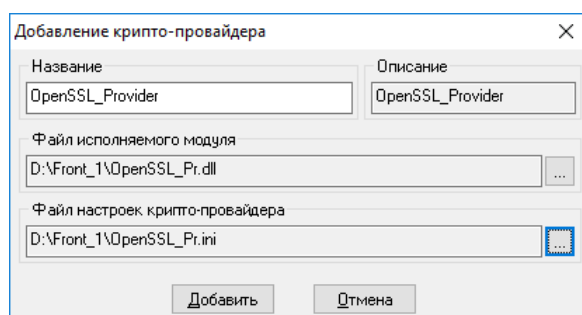 Добавление крипто-провайдера
Название
Описание
OpenSSL_Provider
OpenSSL_Provider
Файл исполняемого модуля
D:\Front_1\OpenSSL_Pr.dll
...
Файл настроек крипто-провайдера
D:\Front_1\OpenSSL_Pr.ini
...
Добавить
Отмена